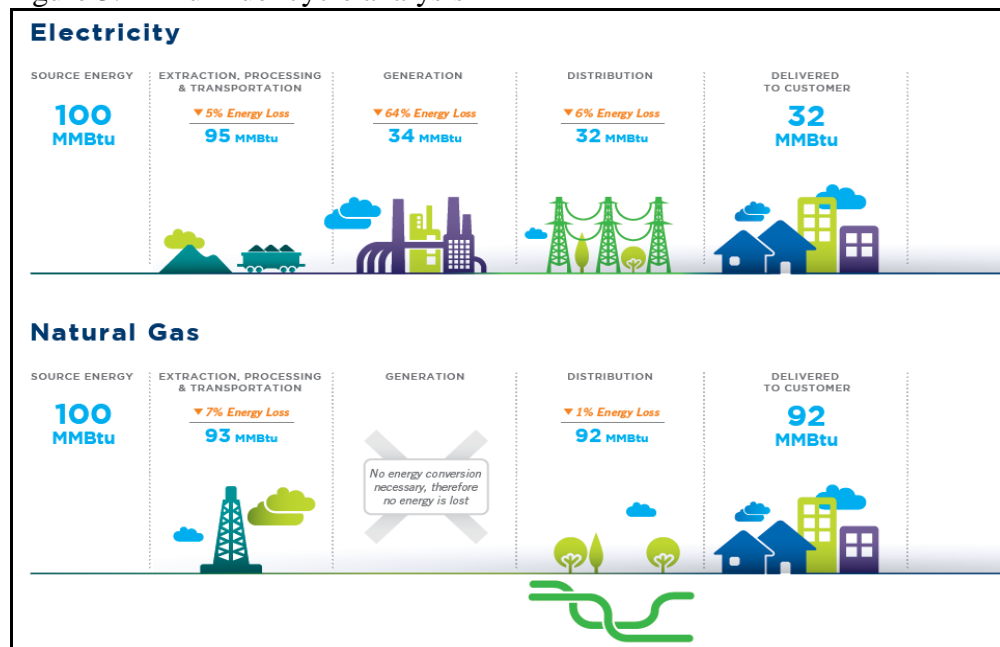 Electricity
SOURCE ENERGY
100
MMBtu
EXTRACTION, PROCESSING
& TRANSPORTATION
▼ 5% Energy Loss
95 MMBtu
GENERATION
▼ 64% Energy Loss
34 MMBtu
DISTRIBUTION
▼ 6% Energy Loss
32 MMBtu
DELIVERED
TO CUSTOMER
32
MMBtu
Natural Gas
SOURCE ENERGY
100
MMBtu
EXTRACTION, PROCESSING
& TRANSPORTATION
▼ 7% Energy Loss
93 MMBtu
GENERATION
No energy conversion
necessary, therefore
no energy is lost
DISTRIBUTION
▼ 1% Energy Loss
92 MMBtu
DELIVERED
TO CUSTOMER
92
MMBtu